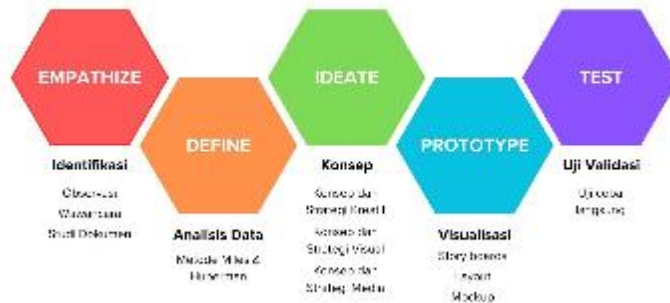 EMPATHIZE
Identifikasi
Observasi
Wawancara
Studi Dokumen
DEFINE
Analisis Data
Metode Miles &
Huberman
IDEATE
Konsep
Konsep dan
Strategi Kreatif
Konsep dan
Strategi Visual
Konsep dan
Strategi Media
PROTOTYPE
Visualisasi
Story boards
Layout
Mockup
TEST
Uji Validasi
Uji coba
langsung